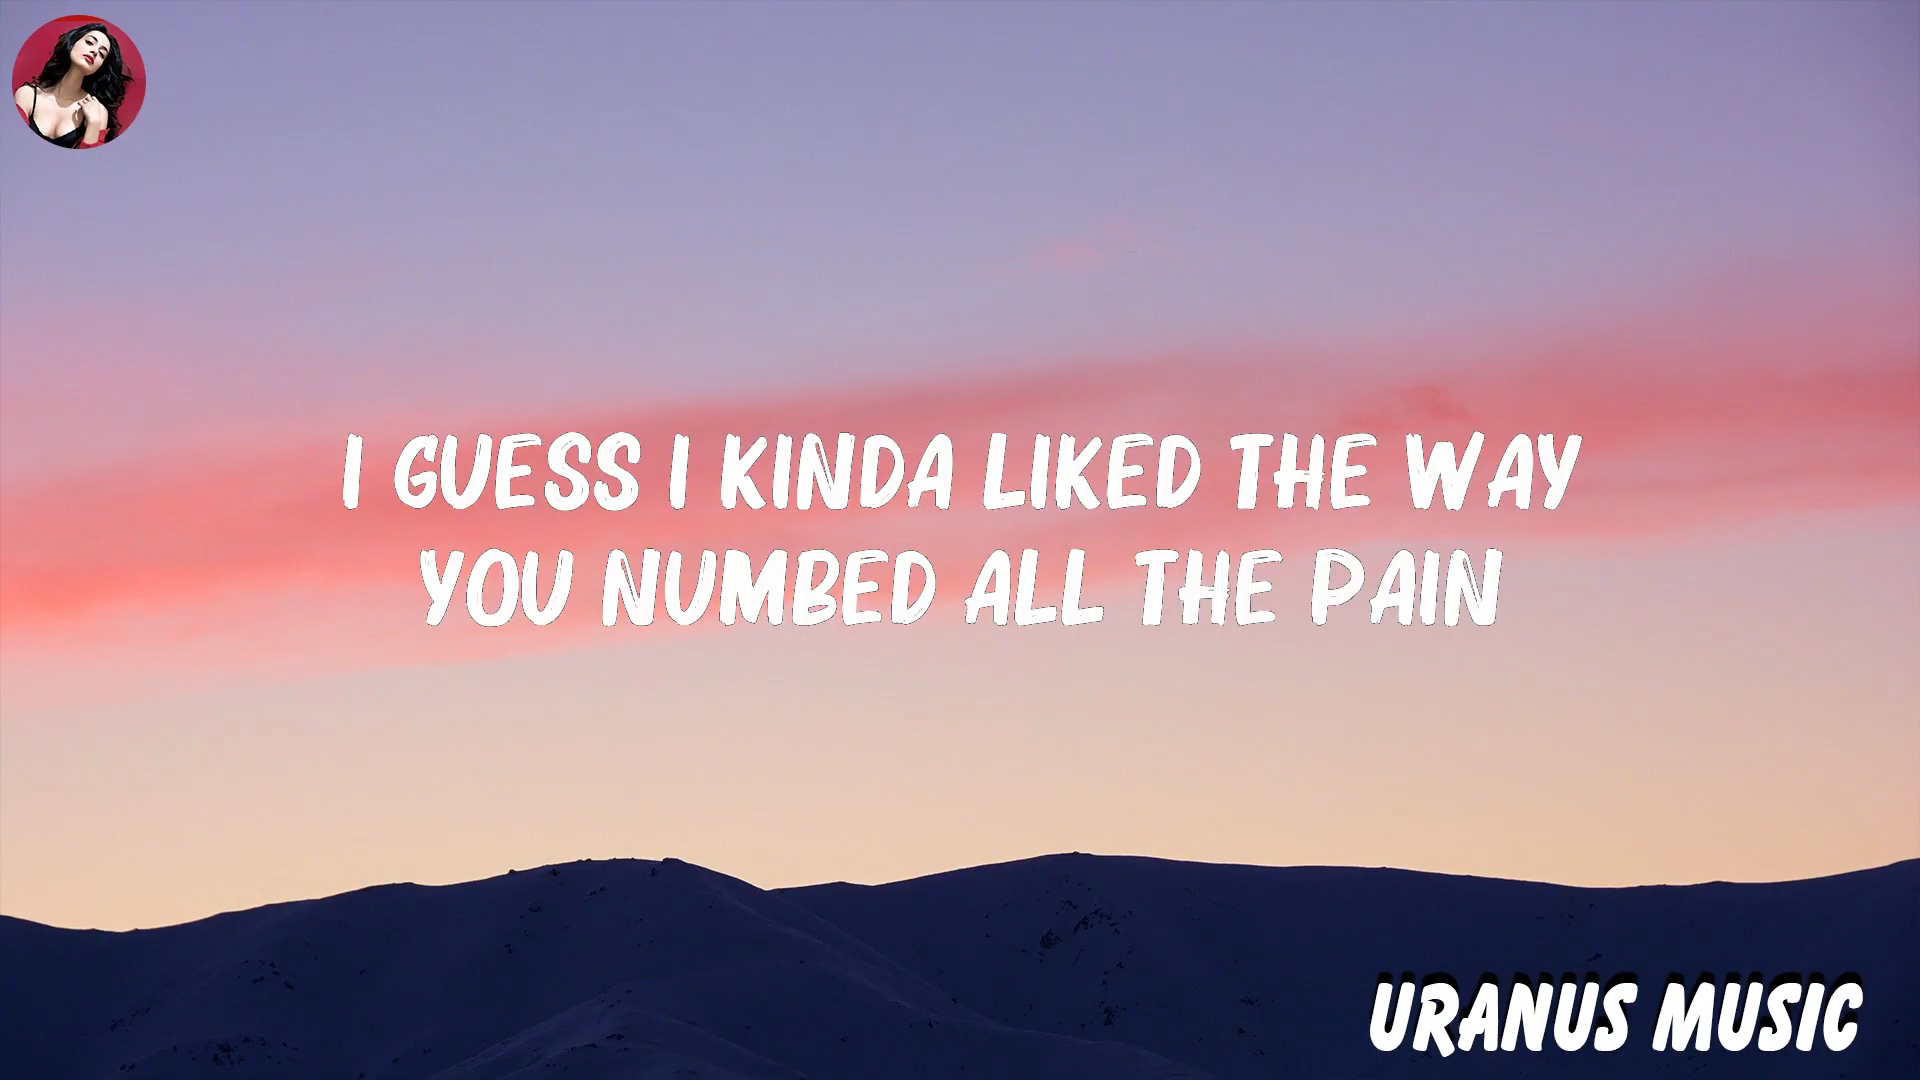 I GUESS I KINDA LIKED THE WAY
YOU NUMBED ALL THE PAIN
URANUS MUSIC